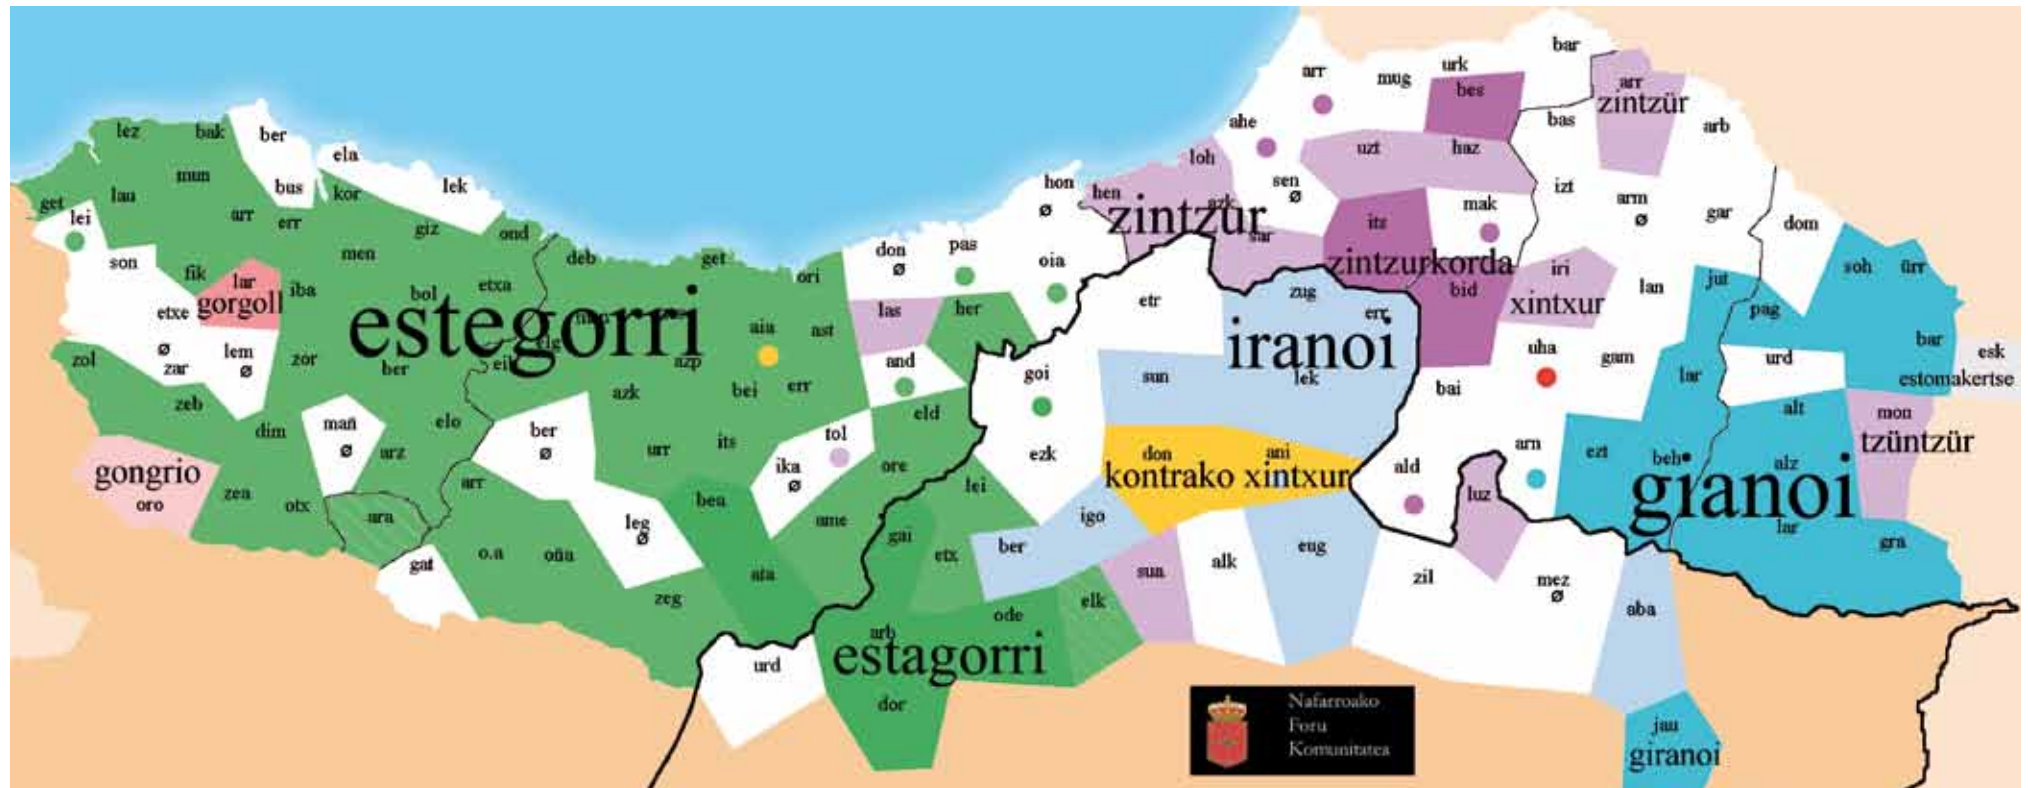 lez
bak
ber
ela
bus
kor
lek
mun
lau
get
lei
arr
err
giz
ond
men
son
fik
lar
gorgoll
iba
etxa
bol
deb
get
ori
etxe
estegorri
elg
aia
ast
ø
zar
lem
ø
zor
zol
ber
azp
bei
err
zeb
dim
mañ
ø
elo
azk
arz
ber
ø
urr
its
tol
ika
ø
gongrio
oro
zea
otx
arr
ara
bea
leg
ø
ame
ore
eld
gat
o.a
oña
ata
zeg
hon
ø
hen
loh
azk
zintzur
sar
don
ø
pas
oia
las
her
and
ahe
arr
mug
urk
bes
bar
arr
zintzür
arb
bas
uzt
haz
sen
ø
izt
arm
ø
gar
its
mak
zintzurkorda
bid
iri
xintxur
lan
dom
soh
ürr
jut
pag
bar
esk
estomakertse
urd
etr
zug
err
iranoi
lek
sun
goi
ezk
uha
gam
bai
lar
alt
mon
tzüntzür
don
ani
kontrako xintxur
ald
arn
ezt
beh
alz
gianoi
lar
gra
lei
gai
etx
ber
igo
luz
sua
alk
eug
zil
mez
ø
aba
elk
ode
arb
estagorri
urd
dor
jau
giranoi
Nafarroako
Foru
Komunitatea